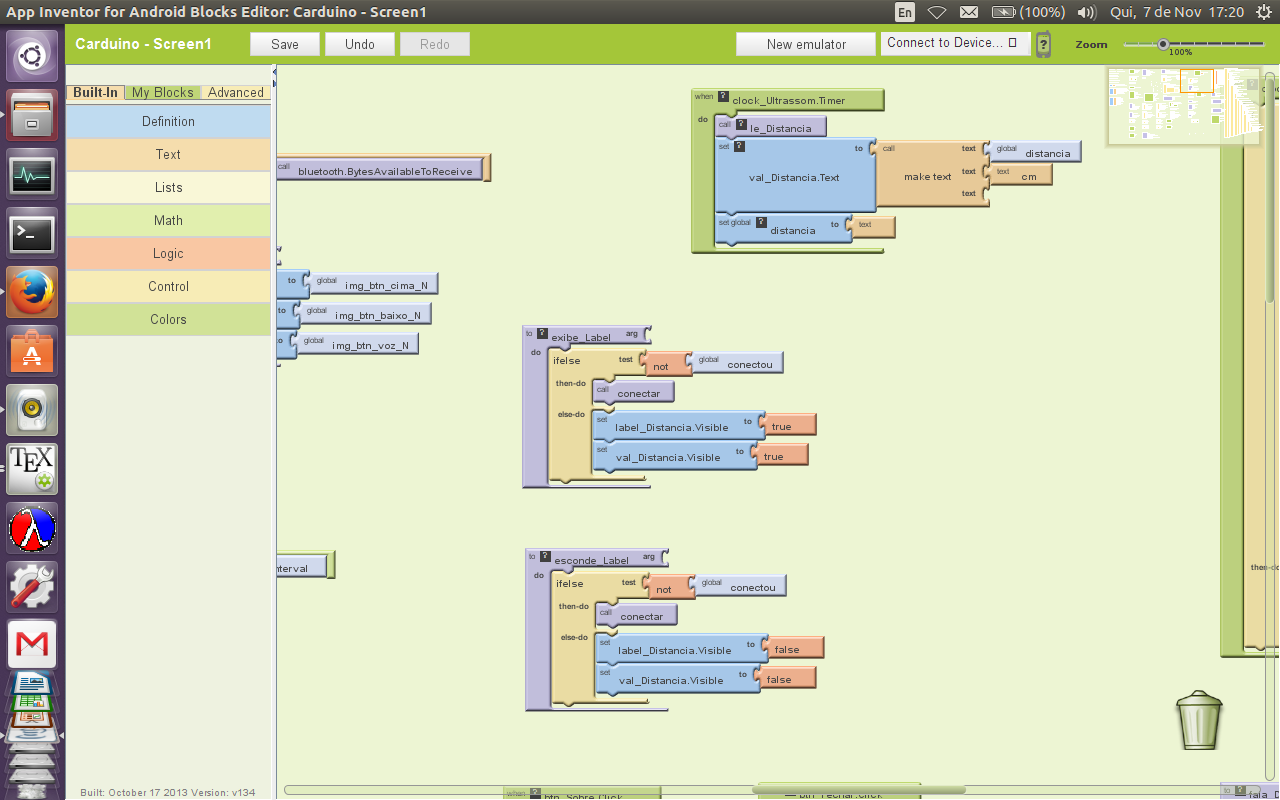 App Inventor for Android Blocks Editor: Carduino - Screen1
En (100%) Qui, 7 de Nov 17:20
Carduino - Screen1 Save Undo Redo New emulator Connect to Device... Zoom
100%
Built-In My Blocks Advanced
Definition
Text
Lists
Math
Logic
Control
Colors
call bluetooth.BytesAvailableToReceive
when clock_Ultrassom.Timer
do call le_Distancia
set val_Distancia.Text to call make text text global distancia
text text cm
text
set global distancia to text
to global img_btn_cima_N
to global img_btn_baixo_N
to global img_btn_voz_N
to exibe_Label arg
do ifelse test not global conectou
then-do call conectar
else-do set label_Distancia.Visible to true
set val_Distancia.Visible to true
to esconde_Label arg
do ifelse test not global conectou
then-do call conectar
else-do set label_Distancia.Visible to false
set val_Distancia.Visible to false
nterval
then-do
TEX
when btn_Sobre.Click
btn_Fechar.Click
to fala_D
Built: October 17 2013 Version: v134